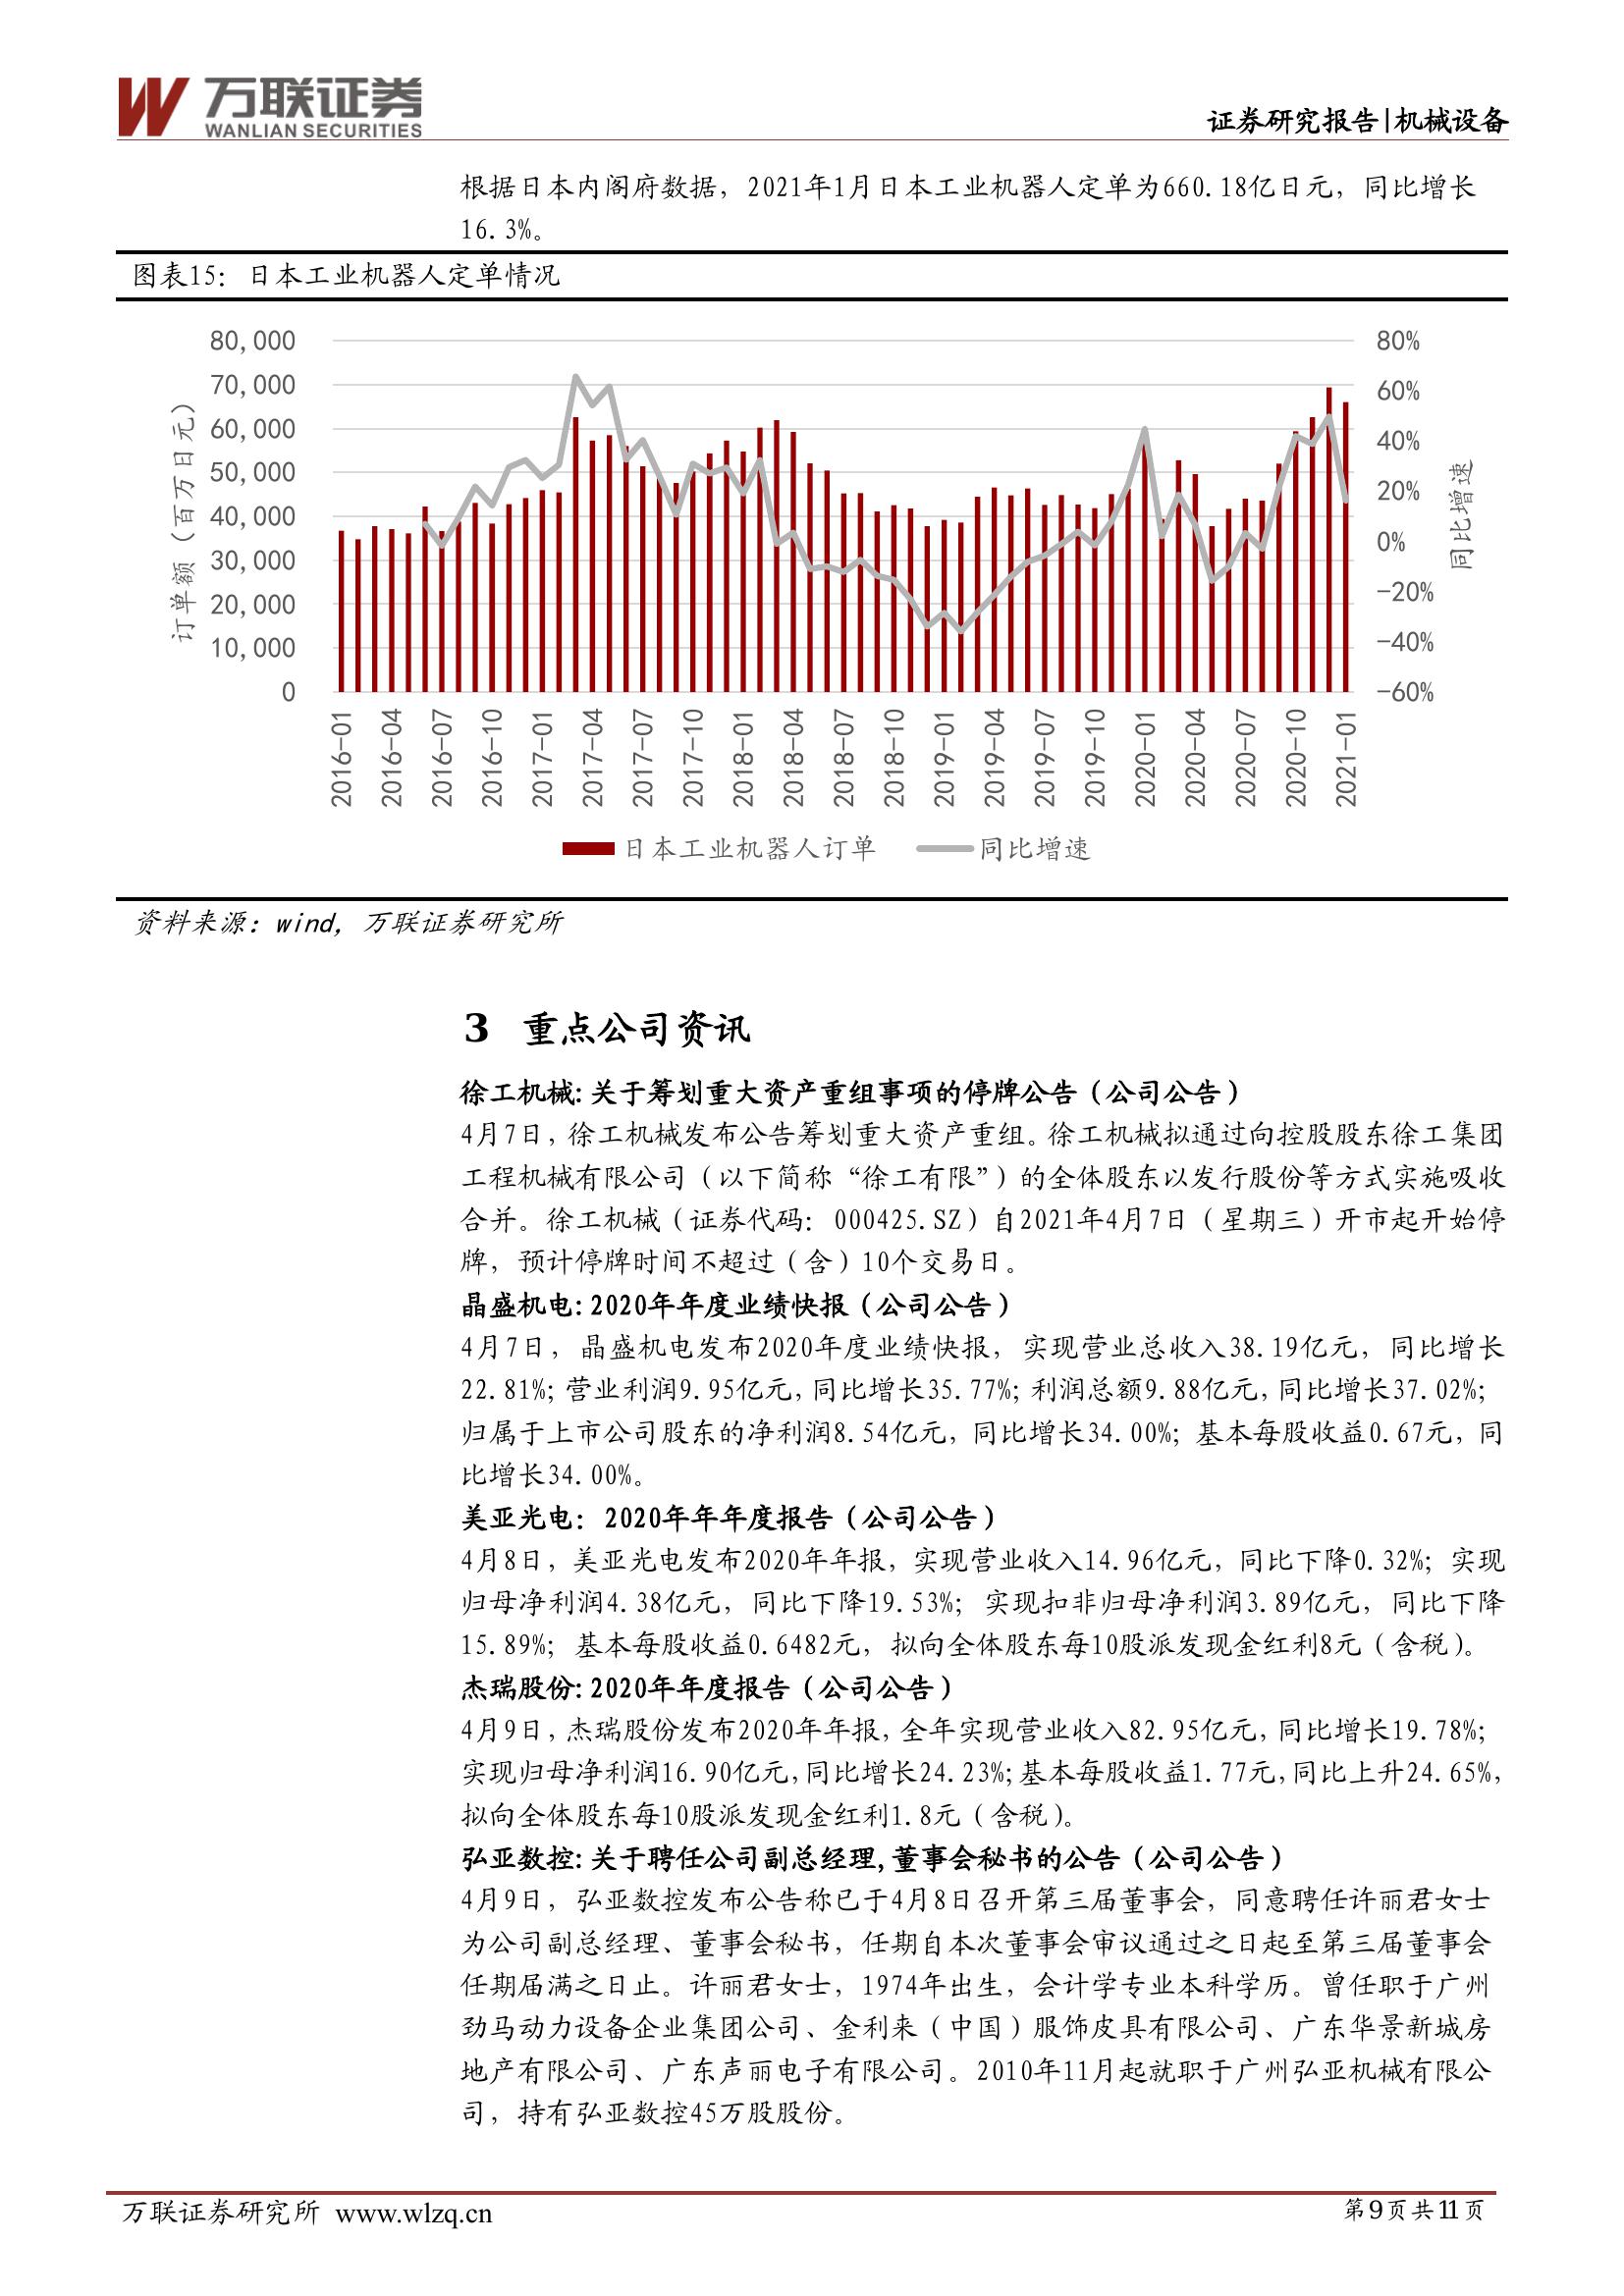 万联证券
WANLIAN SECURITIES
证券研究报告|机械设备
根据日本内阁府数据，2021年1月日本工业机器人定单为660.18亿日元，同比增长
16.3%。
图表15：日本工业机器人定单情况
80,000
70,000
60,000
50,000
40,000
30,000
20,000
10,000
0
订单额（百万日元）
80%
60%
40%
20%
0%
-20%
-40%
-60%
同比增速
2016-01
2016-04
2016-07
2016-10
2017-01
2017-04
2017-07
2017-10
2018-01
2018-04
2018-07
2018-10
2019-01
2019-04
2019-07
2019-10
2020-01
2020-04
2020-07
2020-10
2021-01
日本工业机器人订单
同比增速
资料来源：wind，万联证券研究所
3 重点公司资讯
徐工机械:关于筹划重大资产重组事项的停牌公告（公司公告）
4月7日，徐工机械发布公告筹划重大资产重组。徐工机械拟通过向控股股东徐工集团
工程机械有限公司（以下简称“徐工有限”）的全体股东以发行股份等方式实施吸收
合并。徐工机械（证券代码：000425.SZ）自2021年4月7日（星期三）开市起开始停
牌，预计停牌时间不超过（含）10个交易日。
晶盛机电:2020年年度业绩快报（公司公告）
4月7日，晶盛机电发布2020年度业绩快报，实现营业总收入38.19亿元，同比增长
22.81%；营业利润9.95亿元，同比增长35.77%；利润总额9.88亿元，同比增长37.02%；
归属于上市公司股东的净利润8.54亿元，同比增长34.00%；基本每股收益0.67元，同
比增长34.00%。
美亚光电：2020年年年度报告（公司公告）
4月8日，美亚光电发布2020年年报，实现营业收入14.96亿元，同比下降0.32%；实现
归母净利润4.38亿元，同比下降19.53%；实现扣非归母净利润3.89亿元，同比下降
15.89%；基本每股收益0.6482元，拟向全体股东每10股派发现金红利8元（含税）。
杰瑞股份:2020年年度报告（公司公告）
4月9日，杰瑞股份发布2020年年报，全年实现营业收入82.95亿元，同比增长19.78%；
实现归母净利润16.90亿元，同比增长24.23%；基本每股收益1.77元，同比上升24.65%，
拟向全体股东每10股派发现金红利1.8元（含税）。
弘亚数控:关于聘任公司副总经理,董事会秘书的公告（公司公告）
4月9日，弘亚数控发布公告称已于4月8日召开第三届董事会，同意聘任许丽君女士
为公司副总经理、董事会秘书，任期自本次董事会审议通过之日起至第三届董事会
任期届满之日止。许丽君女士，1974年出生，会计学专业本科学历。曾任职于广州
劲马动力设备企业集团公司、金利来（中国）服饰皮具有限公司、广东华景新城房
地产有限公司、广东声丽电子有限公司。2010年11月起就职于广州弘亚机械有限公
司，持有弘亚数控45万股股份。
万联证券研究所 www.wlzq.cn
第9页共11页